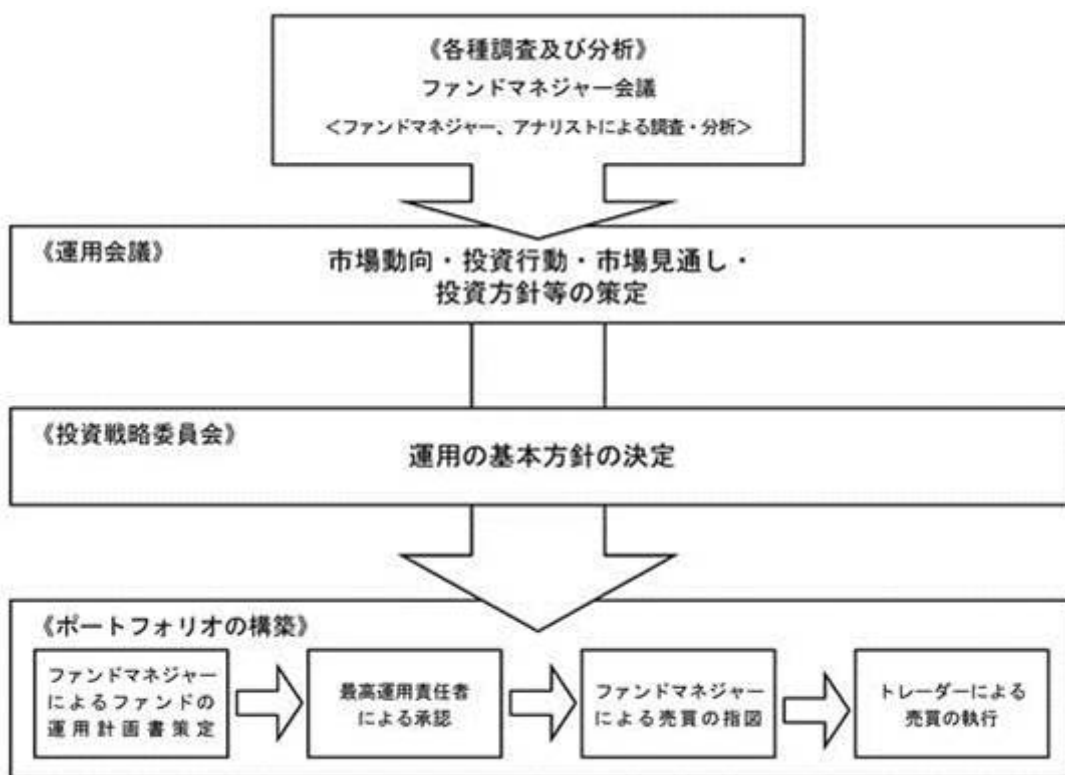 《各種調査及び分析》
ファンドマネジャー会議
<ファンドマネジャー、アナリストによる調査・分析>
《運用会議》
市場動向・投資行動・市場見通し・
投資方針等の策定
《投資戦略委員会》
運用の基本方針の決定
《ポートフォリオの構築》
ファンドマネジャー
によるファンドの
運用計画書策定
最高運用責任者
による承認
ファンドマネジャー
による売買の指図
トレーダーによる
売買の執行